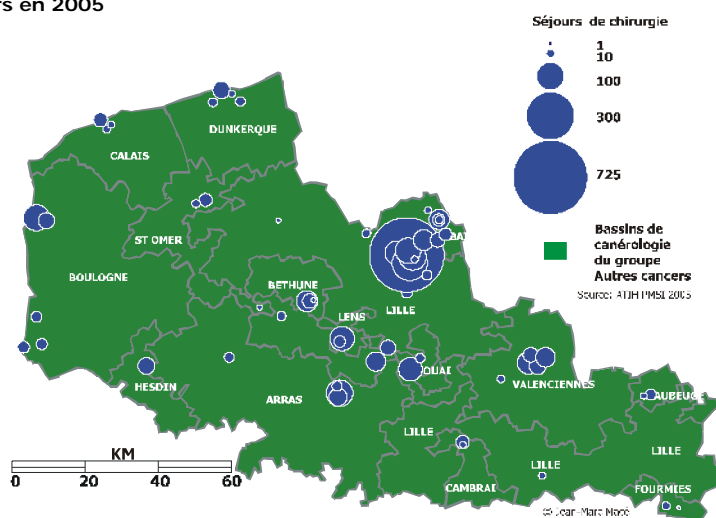 rs en 2005
Séjours de chirurgie
1
10
100
300
725
Bassins de
canérologie
du groupe
Autres cancers
Source: ATIH PMSI 2005
DUNKERQUE
CALAIS
ST OMER
BOULOGNE
BETHUNE
LENS
LILLE
HESDIN
ARRAS
OUAI
VALENCIENNES
AUBEUGE
LILLE
LILLE
LILLE
CAMBRAI
FOURMIES
KM
0 20 40 60
© Jean-Marc Macé